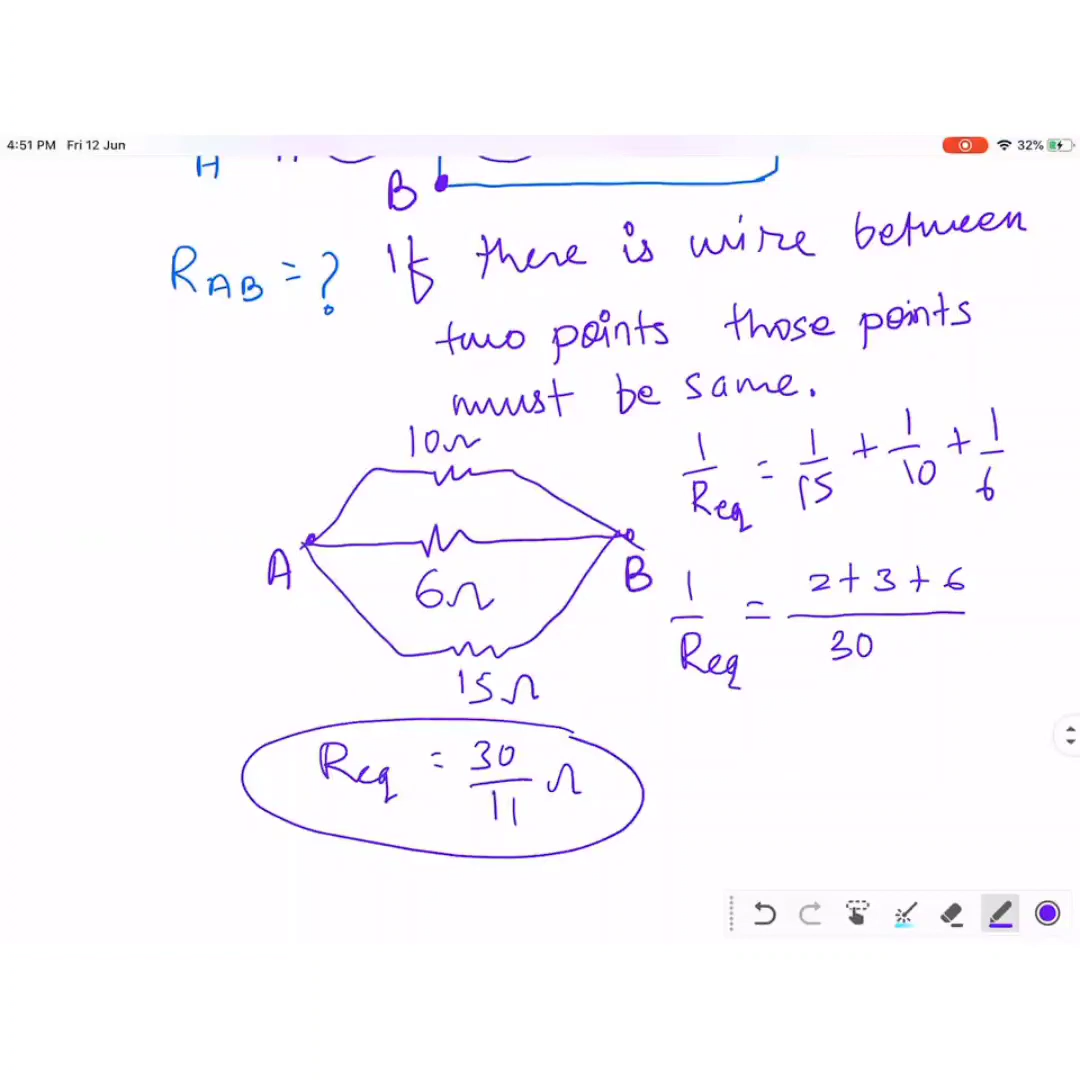 4:51 PM Fri 12 Jun
32%
B
R_AB = ? If there is wire between
two points those points
must be same.
10Ω
1/Req = 1/15 + 1/10 + 1/6
A
B
6Ω
1/Req = (2+3+6)/30
15Ω
Req = 30/11 Ω